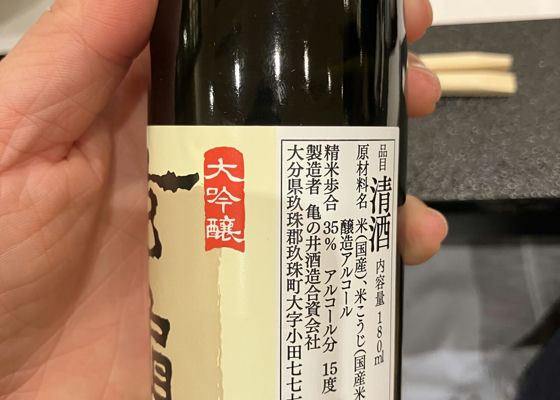 品目 清酒 内容量 180ml
原材料名 米(国産)、米こうじ(国産米
醸造アルコール
精米歩合 35% アルコール分 15度
製造者 亀の井酒造合資会社
大分県玖珠郡玖珠町大字小田七七七
大吟醸